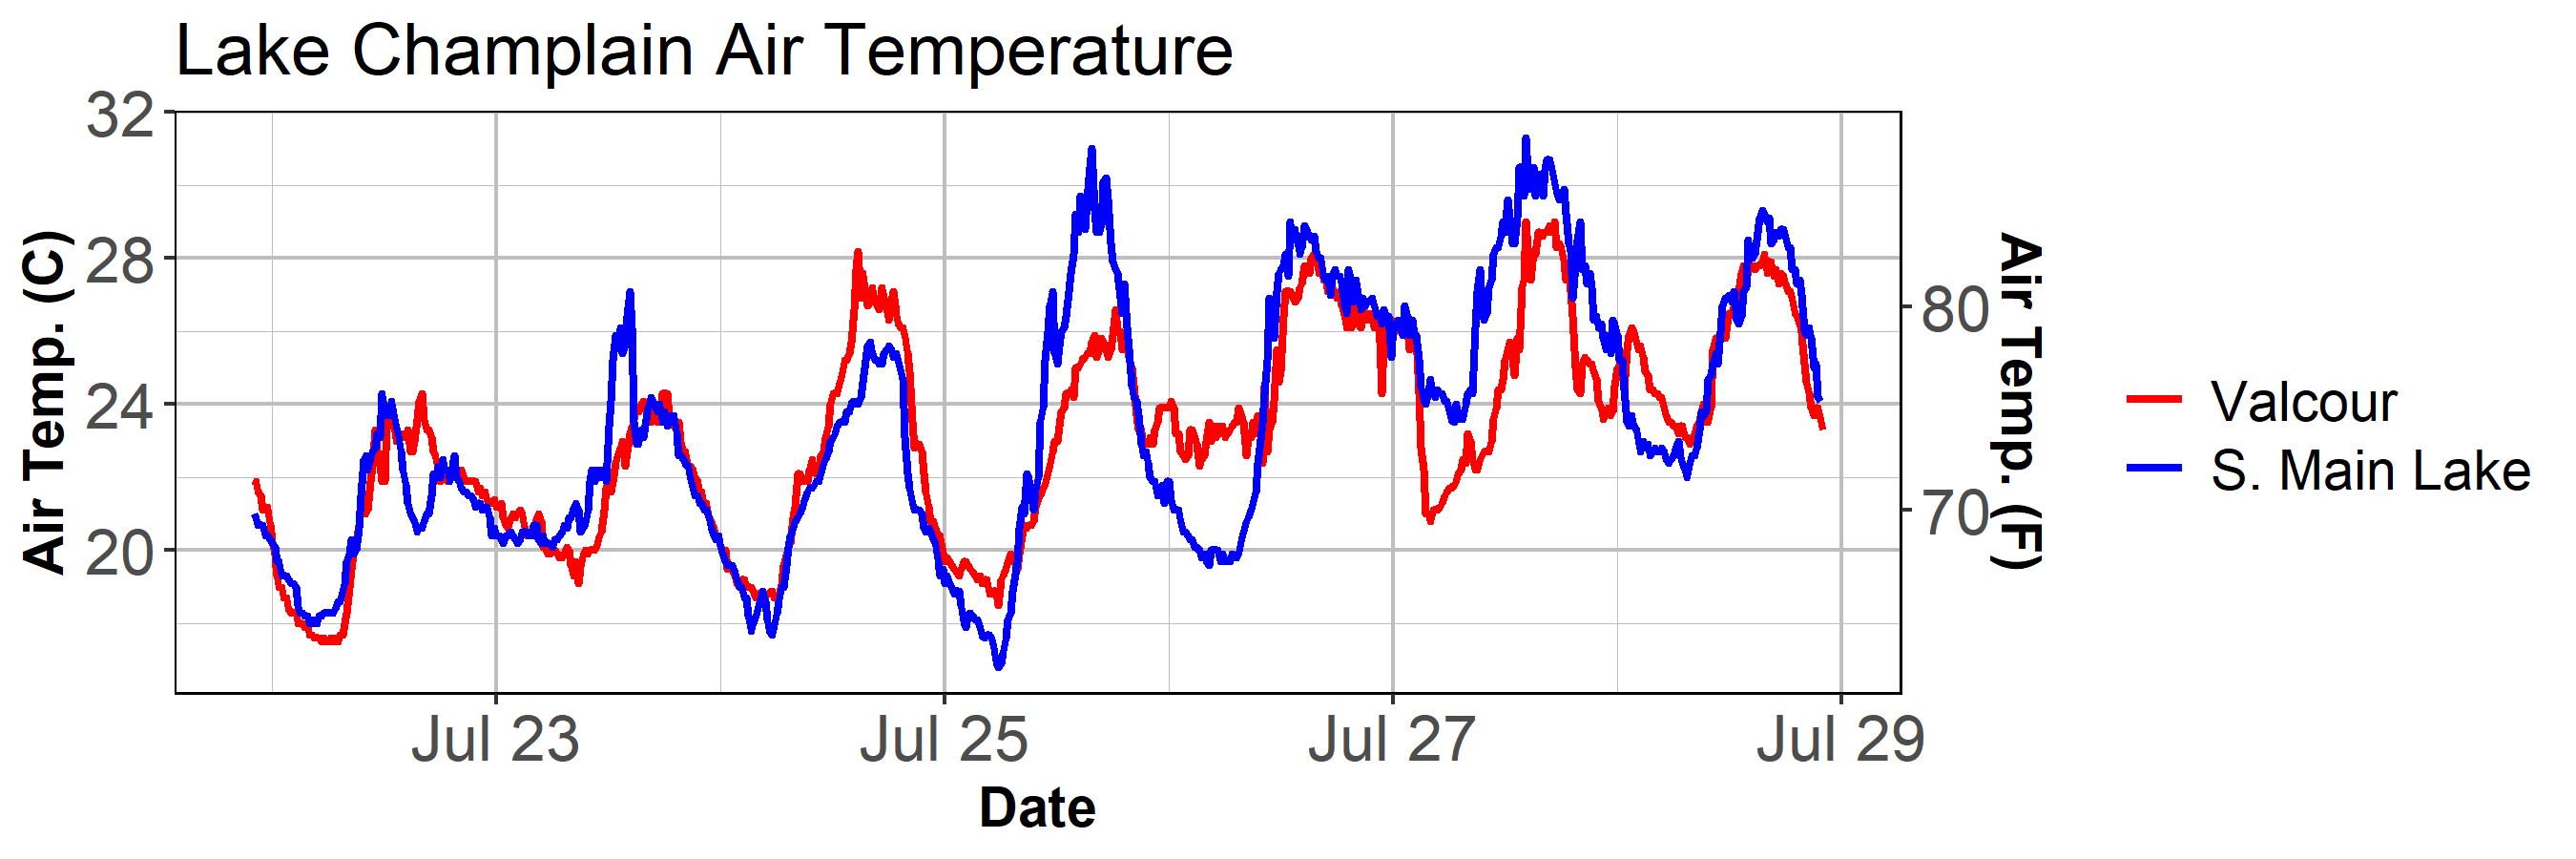 Lake Champlain Air Temperature
Air Temp. (C)
32
28
24
20
80
70
Air Temp. (F)
Valcour
S. Main Lake
Jul 23
Jul 25
Jul 27
Jul 29
Date